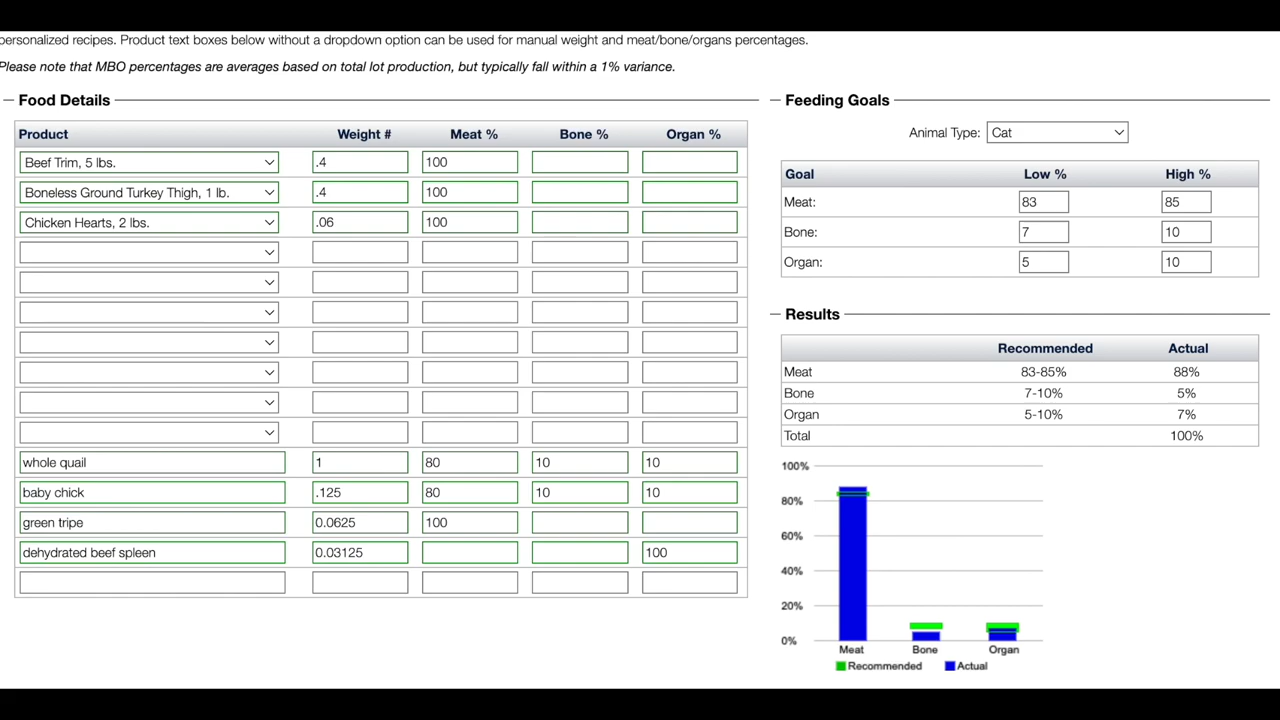 personalized recipes. Product text boxes below without a dropdown option can be used for manual weight and meat/bone/organs percentages.
Please note that MBO percentages are averages based on total lot production, but typically fall within a 1% variance.
Food Details
Product Weight # Meat % Bone % Organ %
Beef Trim, 5 lbs. .4 100
Boneless Ground Turkey Thigh, 1 lb. .4 100
Chicken Hearts, 2 lbs. .06 100
whole quail 1 80 10 10
baby chick .125 80 10 10
green tripe 0.0625 100
dehydrated beef spleen 0.03125 100
Feeding Goals
Animal Type: Cat
Goal Low % High %
Meat: 83 85
Bone: 7 10
Organ: 5 10
Results
Recommended Actual
Meat 83-85% 88%
Bone 7-10% 5%
Organ 5-10% 7%
Total 100%
100%
80%
60%
40%
20%
0%
Meat Bone Organ
Recommended Actual